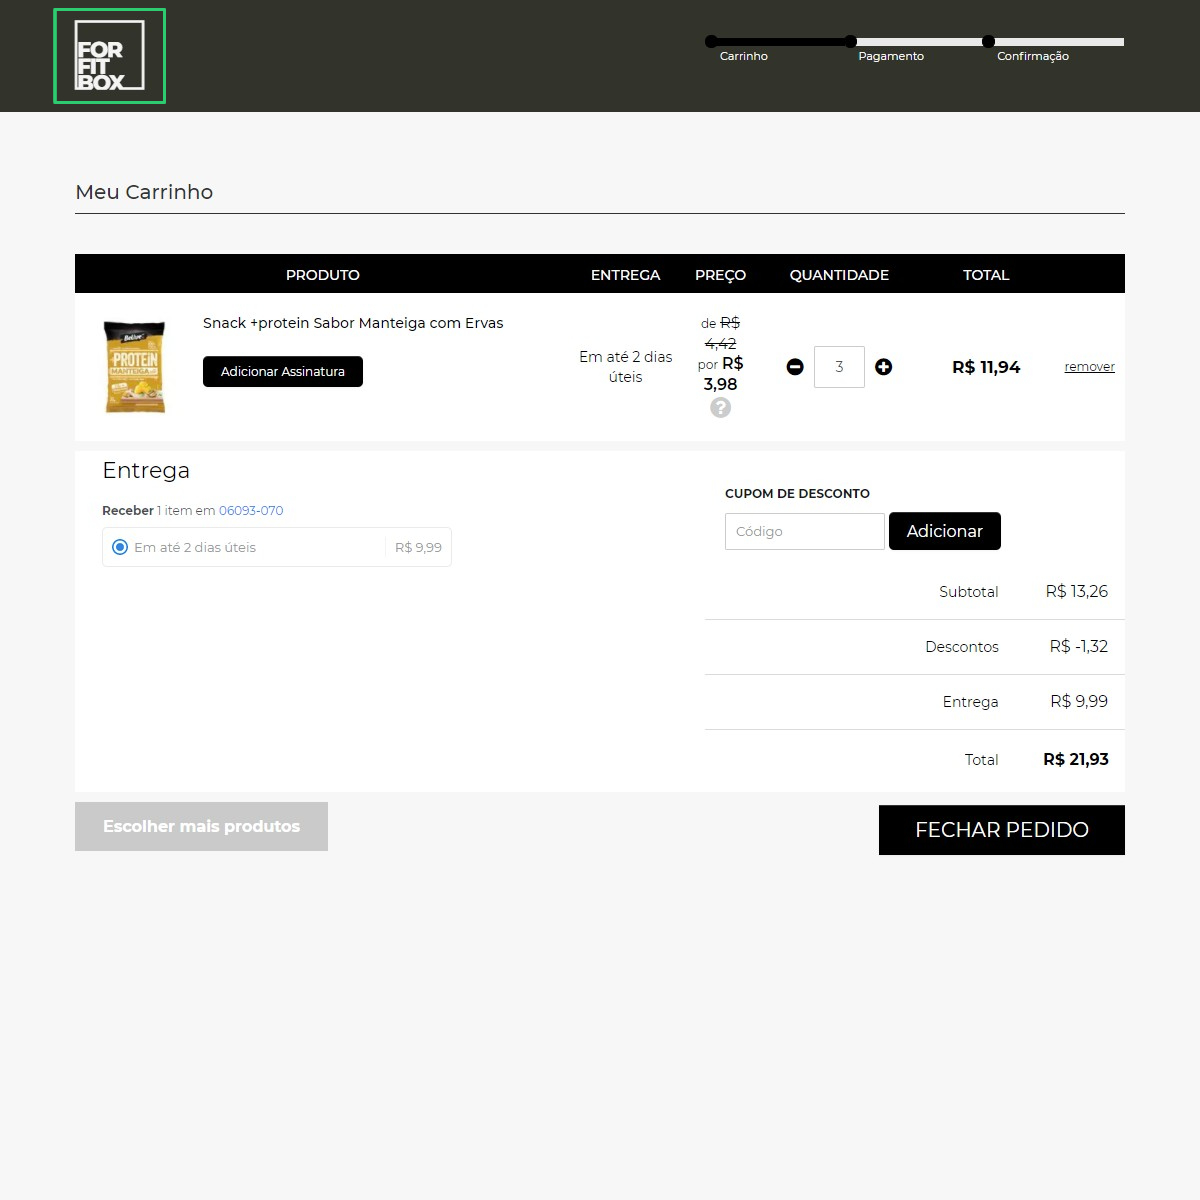 FOR
FIT
BOX
Carrinho
Pagamento
Confirmação
Meu Carrinho
PRODUTO
ENTREGA
PREÇO
QUANTIDADE
TOTAL
Belive
PROTEIN
MANTEIGA
Snack +protein Sabor Manteiga com Ervas
Adicionar Assinatura
Em até 2 dias
úteis
de R$
4,42
por R$
3,98
?
3
R$ 11,94
remover
Entrega
Receber 1 item em 06093-070
Em até 2 dias úteis
R$ 9,99
CUPOM DE DESCONTO
Código
Adicionar
Subtotal R$ 13,26
Descontos R$ -1,32
Entrega R$ 9,99
Total R$ 21,93
Escolher mais produtos
FECHAR PEDIDO